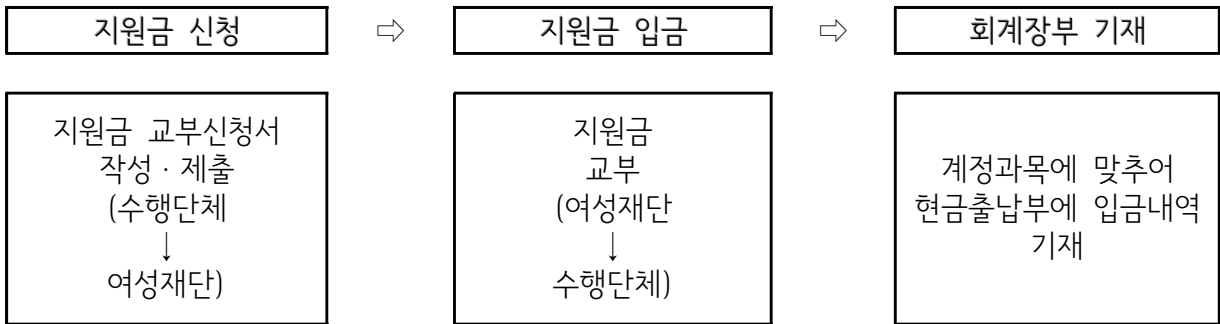 지원금 신청 ⇨ 지원금 입금 ⇨ 회계장부 기재
지원금 교부신청서
작성 · 제출
(수행단체
↓
여성재단)
지원금
교부
(여성재단
↓
수행단체)
계정과목에 맞추어
현금출납부에 입금내역
기재